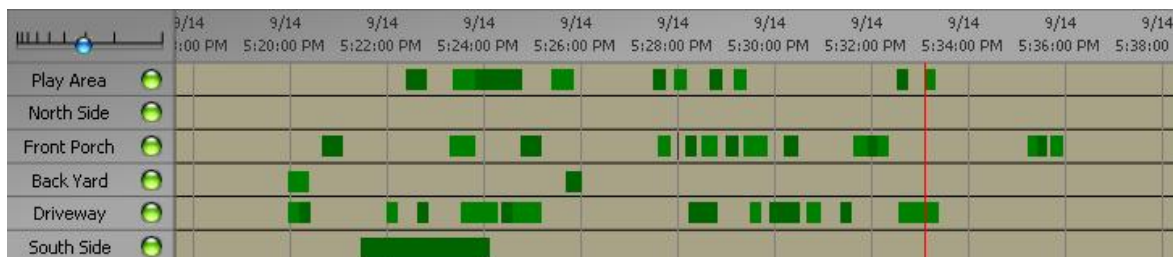 9/14 9/14 9/14 9/14 9/14 9/14 9/14 9/14 9/14 9/14 9/14
:00 PM 5:20:00 PM 5:22:00 PM 5:24:00 PM 5:26:00 PM 5:28:00 PM 5:30:00 PM 5:32:00 PM 5:34:00 PM 5:36:00 PM 5:38:00
Play Area
North Side
Front Porch
Back Yard
Driveway
South Side